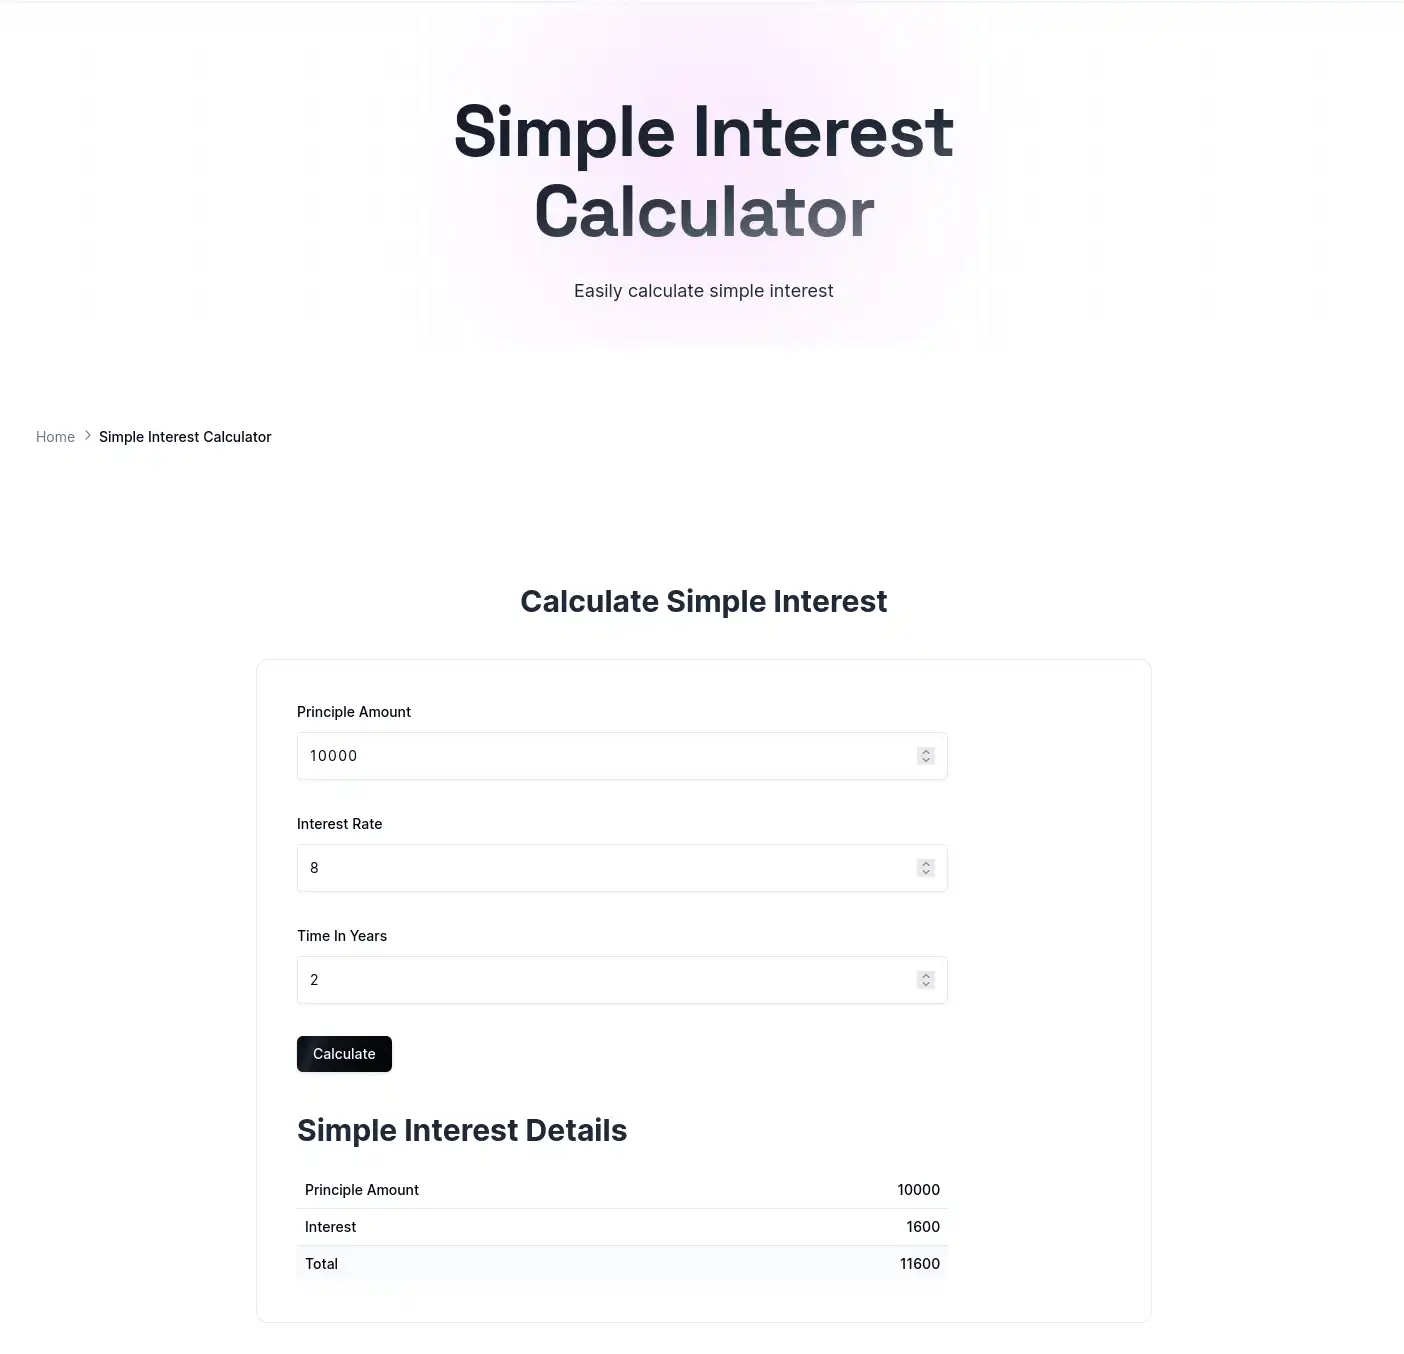 Simple Interest
Calculator
Easily calculate simple interest
Home > Simple Interest Calculator
Calculate Simple Interest
Principle Amount
10000
Interest Rate
8
Time In Years
2
Calculate
Simple Interest Details
Principle Amount 10000
Interest 1600
Total 11600